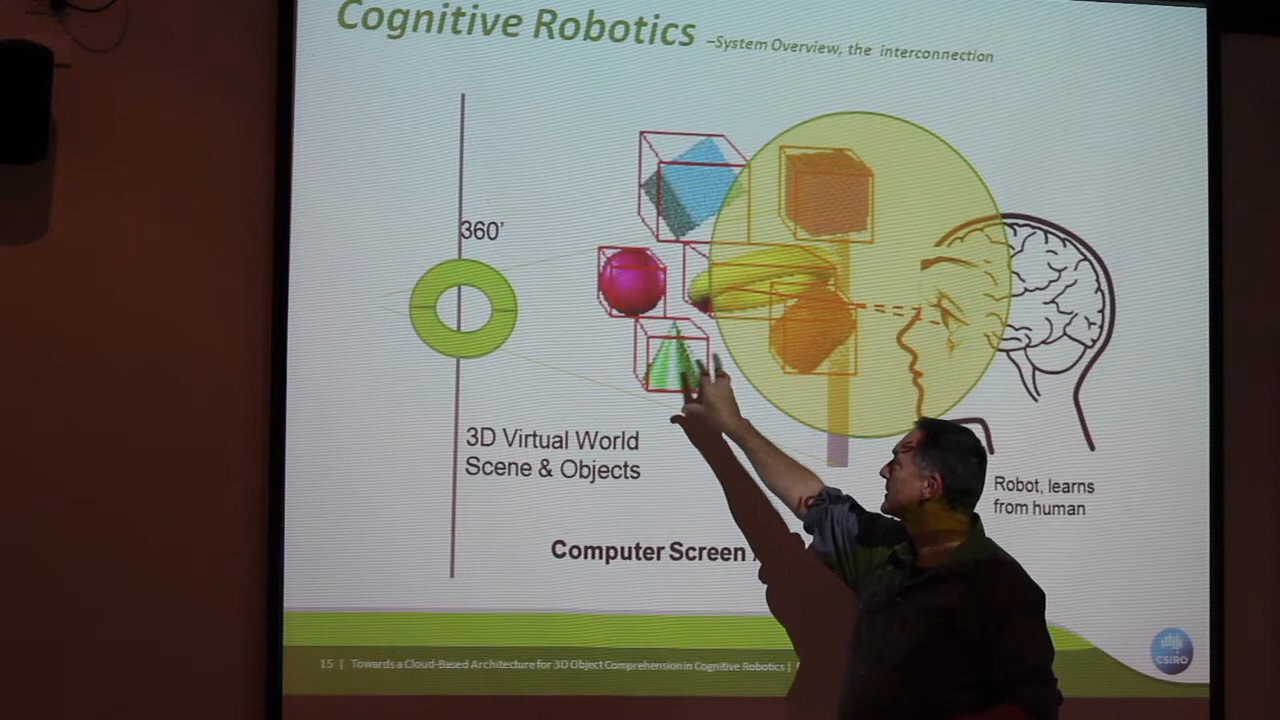 Cognitive Robotics –System Overview, the interconnection
360'
3D Virtual World
Scene & Objects
Robot, learns
from human
Computer Screen
15 | Towards a Cloud-Based Architecture for 3D Object Comprehension in Cognitive Robotics |
CSIRO